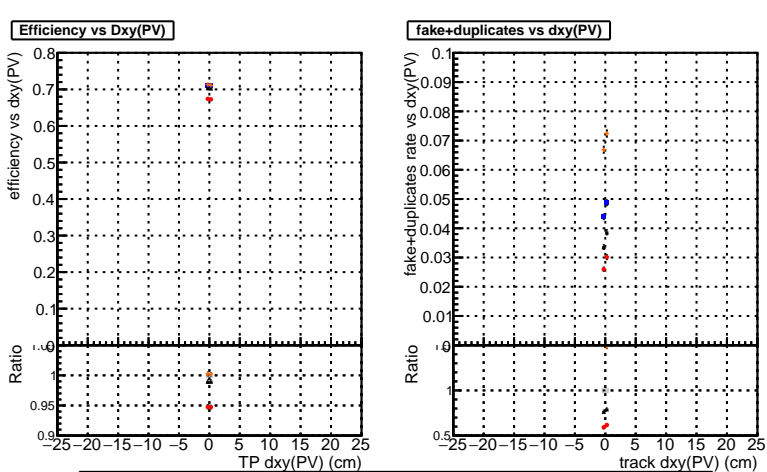 Efficiency vs Dxy(PV)
efficiency vs dxy(PV)
0.8
0.7
0.6
0.5
0.4
0.3
0.2
0.1
Ratio
1
0.95
0.9
−25 −20 −15 −10 −5 0 5 10 15 20 25
TP dxy(PV) (cm)
fake+duplicates vs dxy(PV)
fake+duplicates rate vs dxy(PV)
0.1
0.09
0.08
0.07
0.06
0.05
0.04
0.03
0.02
0.01
Ratio
1
0.5
−25 −20 −15 −10 −5 0 5 10 15 20 25
track dxy(PV) (cm)